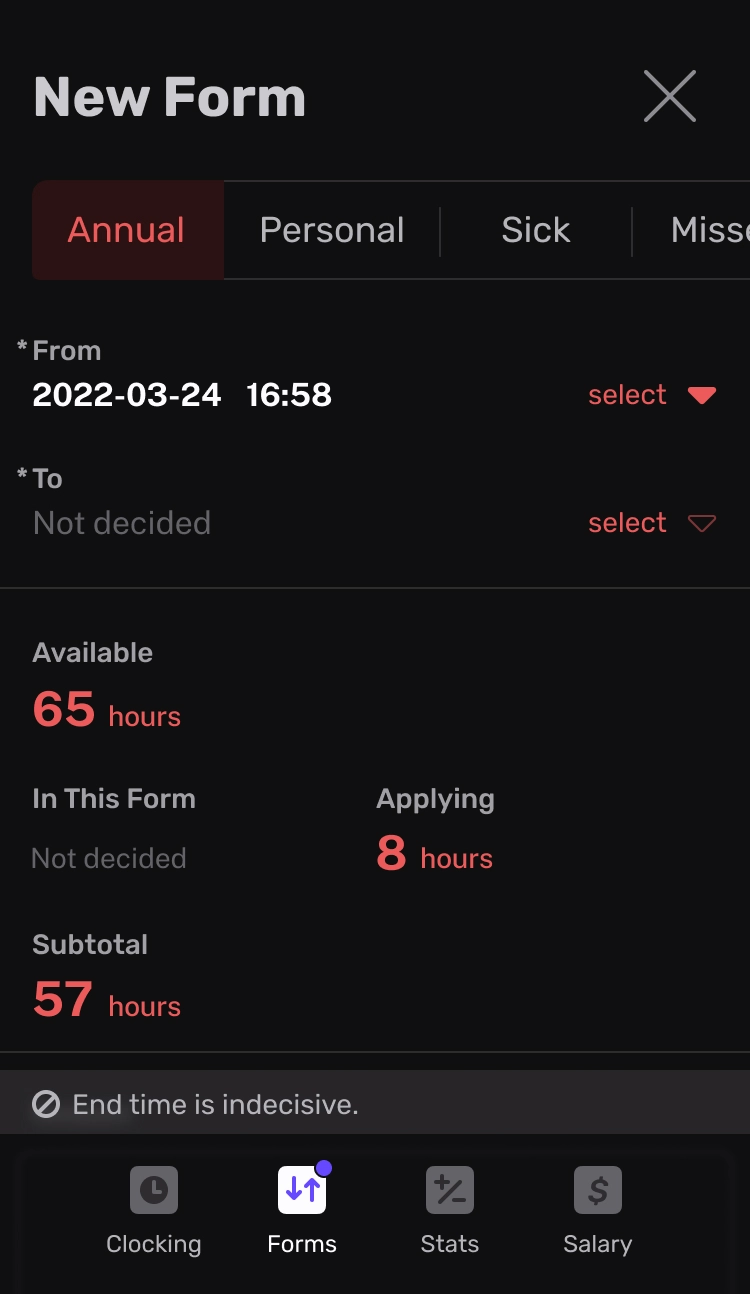 New Form
Annual Personal Sick Misse
* From
2022-03-24 16:58 select
* To
Not decided select
Available
65 hours
In This Form Applying
Not decided 8 hours
Subtotal
57 hours
End time is indecisive.
Clocking Forms Stats Salary